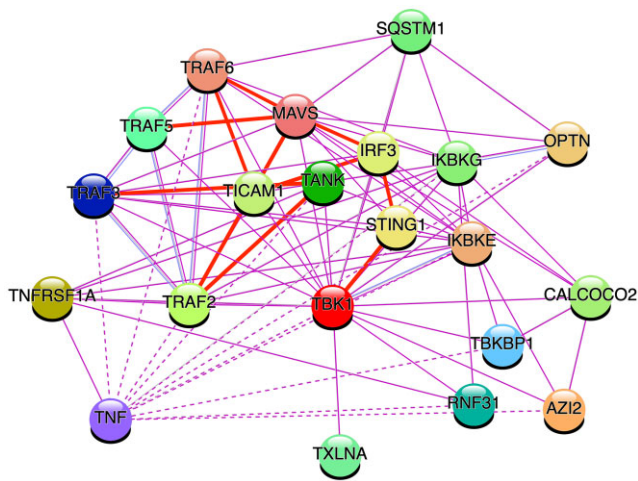 SQSTM1
TRAF6
MAVS
TRAF5
OPTN
IRF3
IKBKG
TANK
TRAF3
TICAM1
STING1
IKBKE
TNFRSF1A
TRAF2
TBK1
CALCOCO2
TBKBP1
RNF31
AZI2
TNF
TXLNA